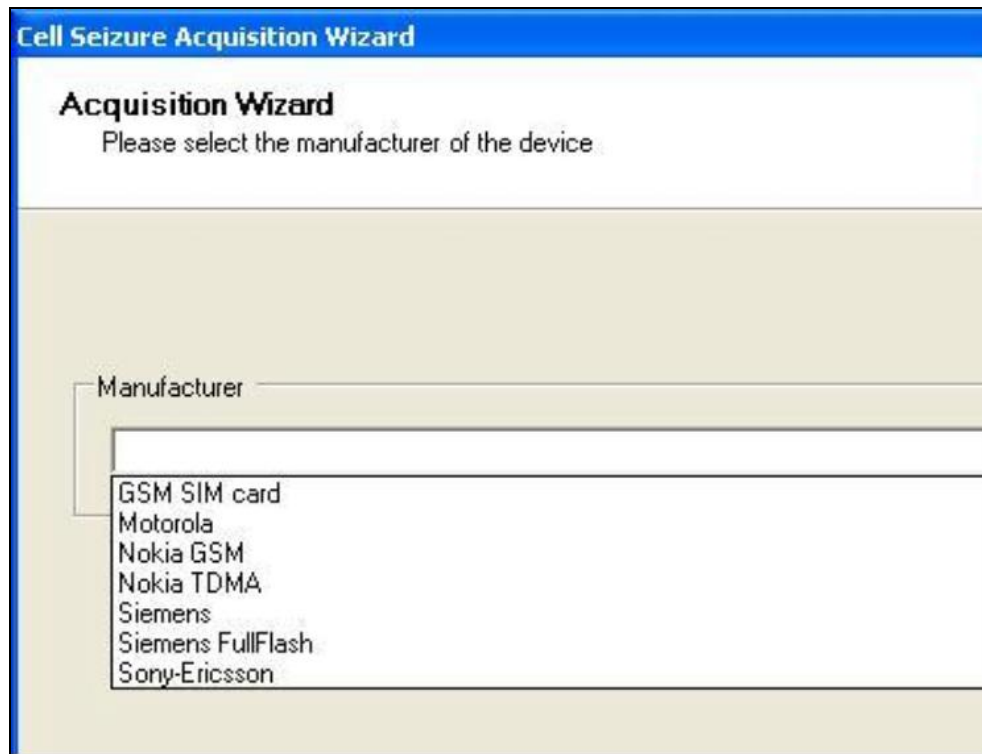 Cell Seizure Acquisition Wizard
Acquisition Wizard
Please select the manufacturer of the device
Manufacturer
GSM SIM card
Motorola
Nokia GSM
Nokia TDMA
Siemens
Siemens FullFlash
Sony-Ericsson